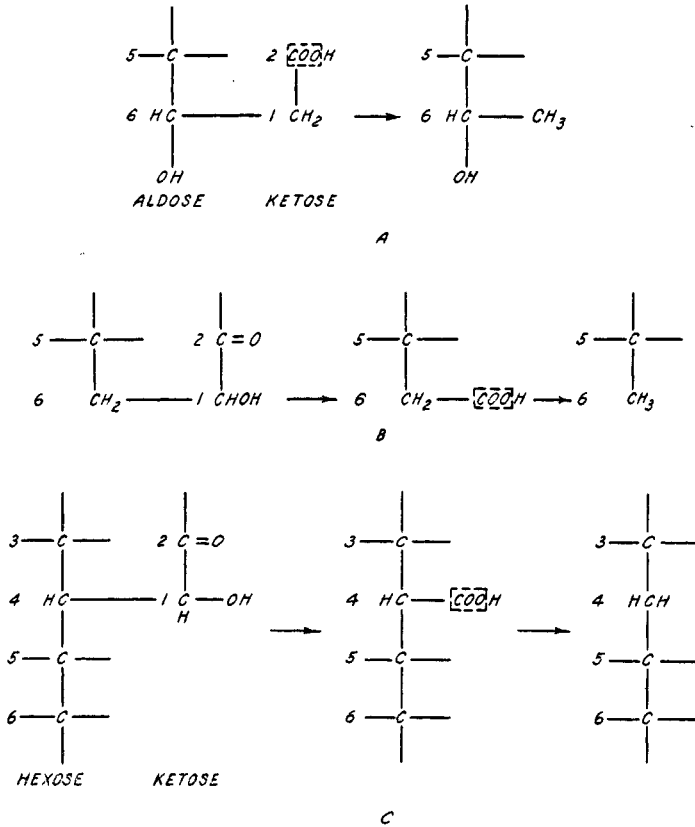 5 C 2 COOH 5 C
6 HC 1 CH2 6 HC CH3
OH OH
ALDOSE KETOSE
A
5 C 2 C=O 5 C 5 C
6 CH2 1 CHOH 6 CH2 COOH 6 CH3
B
3 C 2 C=O 3 C 3 C
4 HC 1 C OH 4 HC COOH 4 HCH
H
5 C 5 C 5 C
6 C 6 C 6 C
HEXOSE KETOSE
C